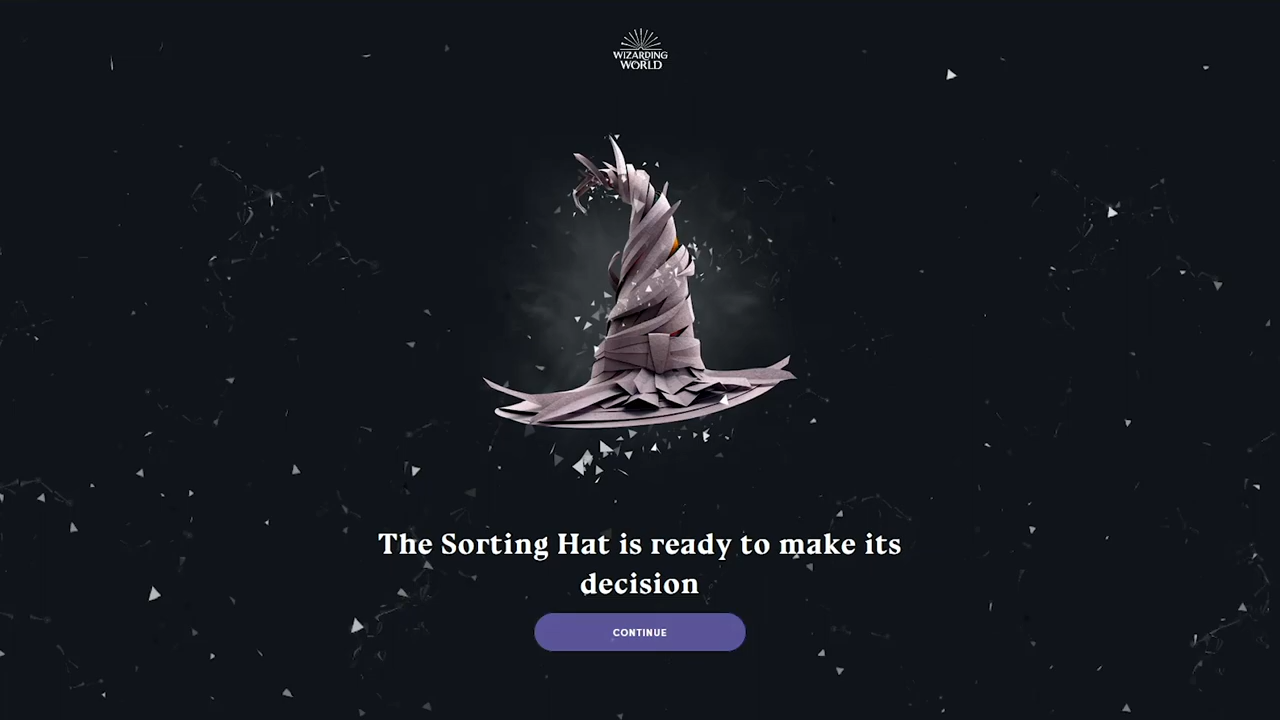 WIZARDING
WORLD
The Sorting Hat is ready to make its
decision
CONTINUE